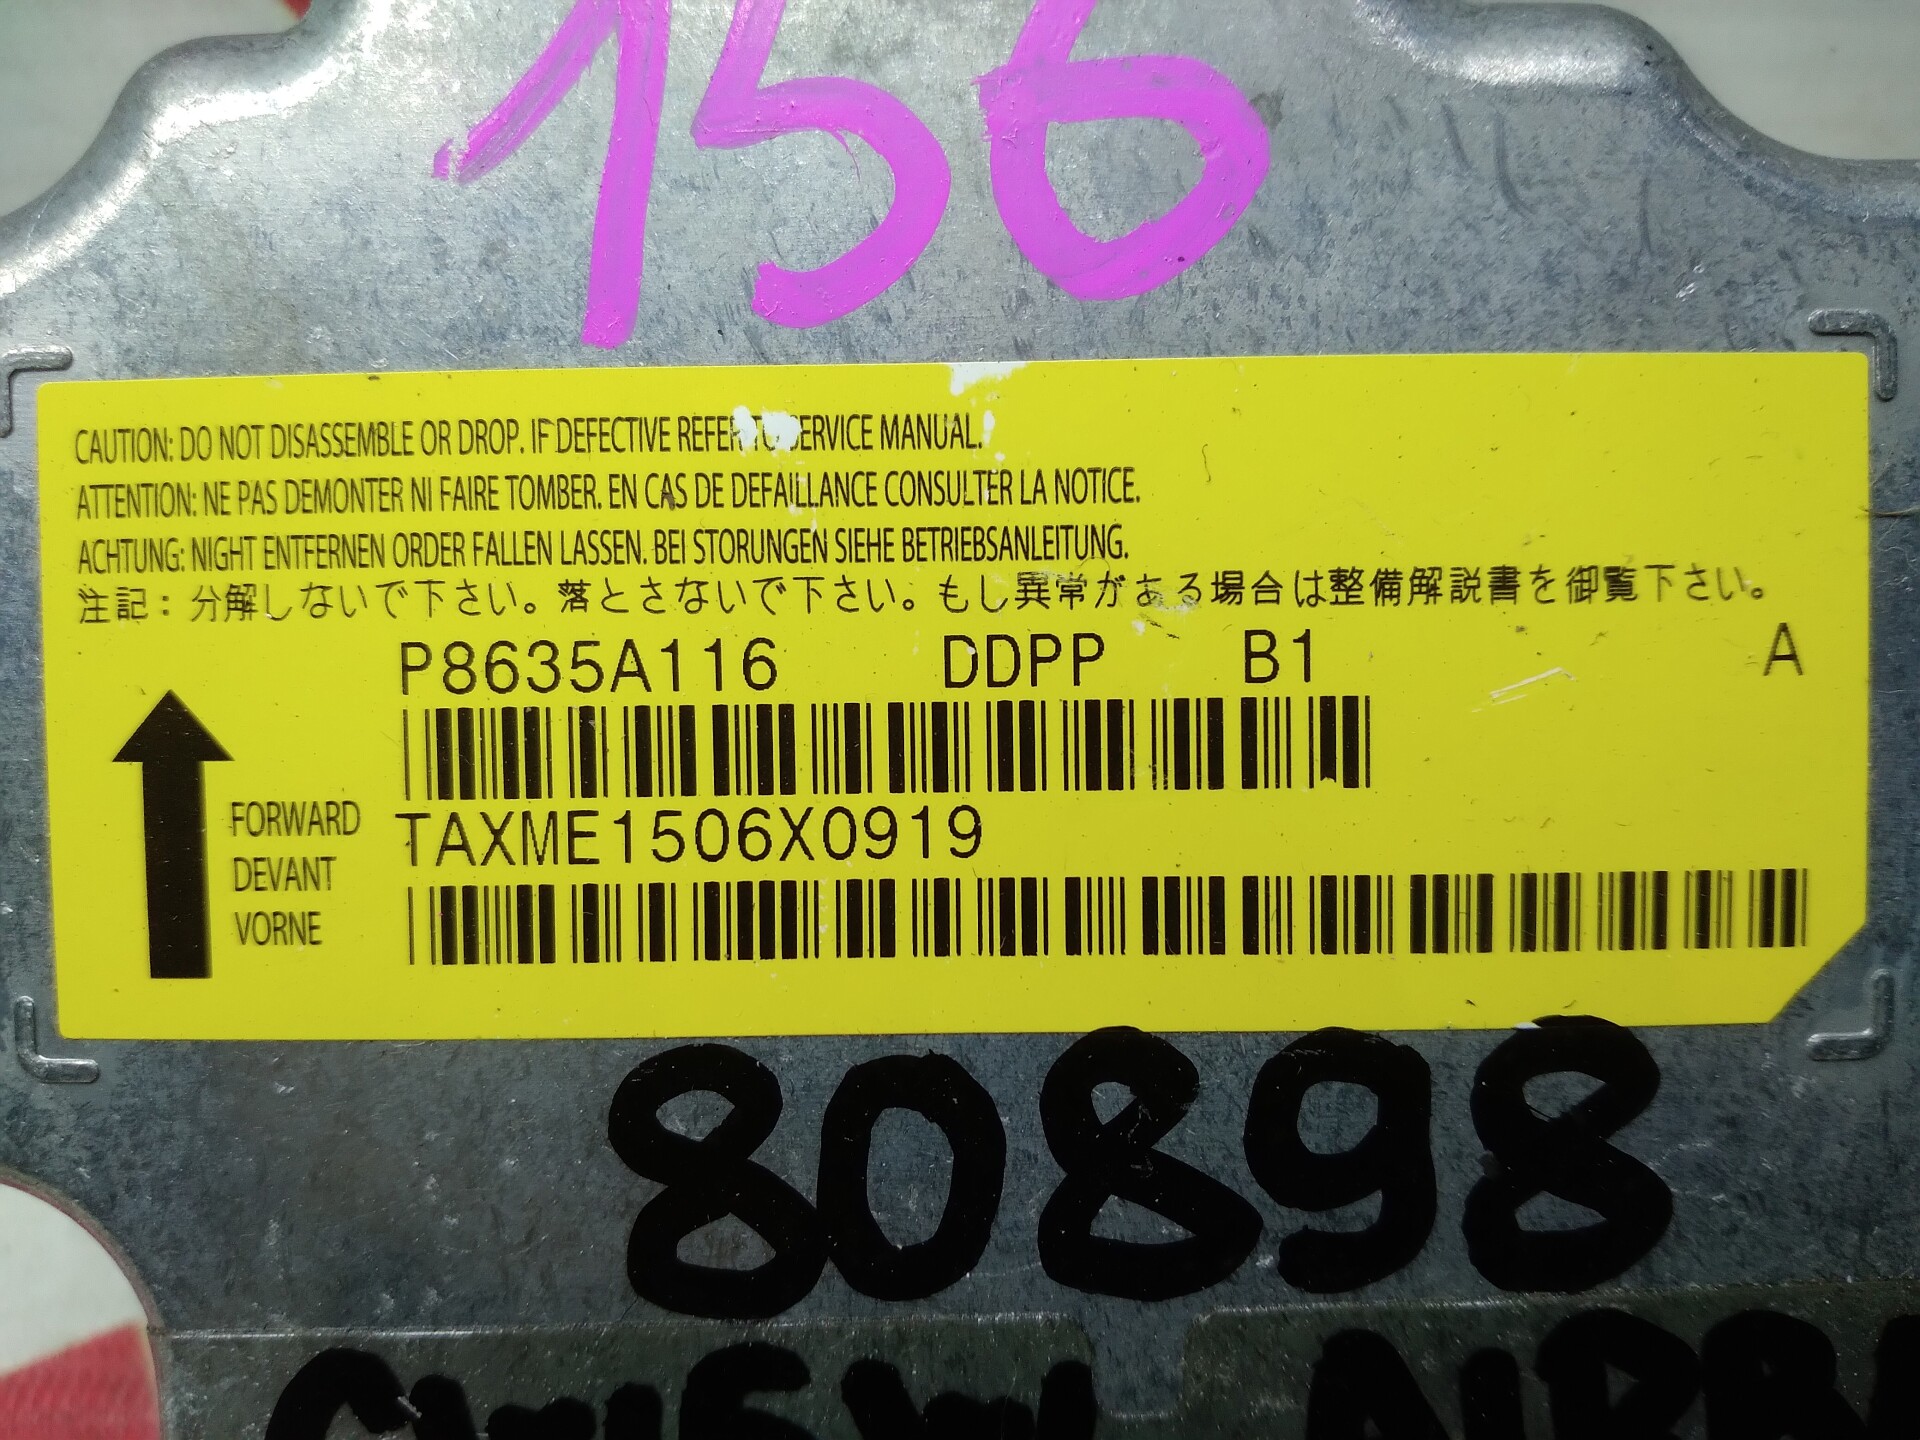 156
CAUTION: DO NOT DISASSEMBLE OR DROP. IF DEFECTIVE REFER TO SERVICE MANUAL.
ATTENTION: NE PAS DEMONTER NI FAIRE TOMBER. EN CAS DE DEFAILLANCE CONSULTER LA NOTICE.
ACHTUNG: NIGHT ENTFERNEN ORDER FALLEN LASSEN. BEI STORUNGEN SIEHE BETRIEBSANLEITUNG.
注記：分解しないで下さい。落とさないで下さい。もし異常がある場合は整備解説書を御覧下さい。
P8635A116 DDPP B1 A
FORWARD
DEVANT
VORNE
TAXME1506X0919
80898